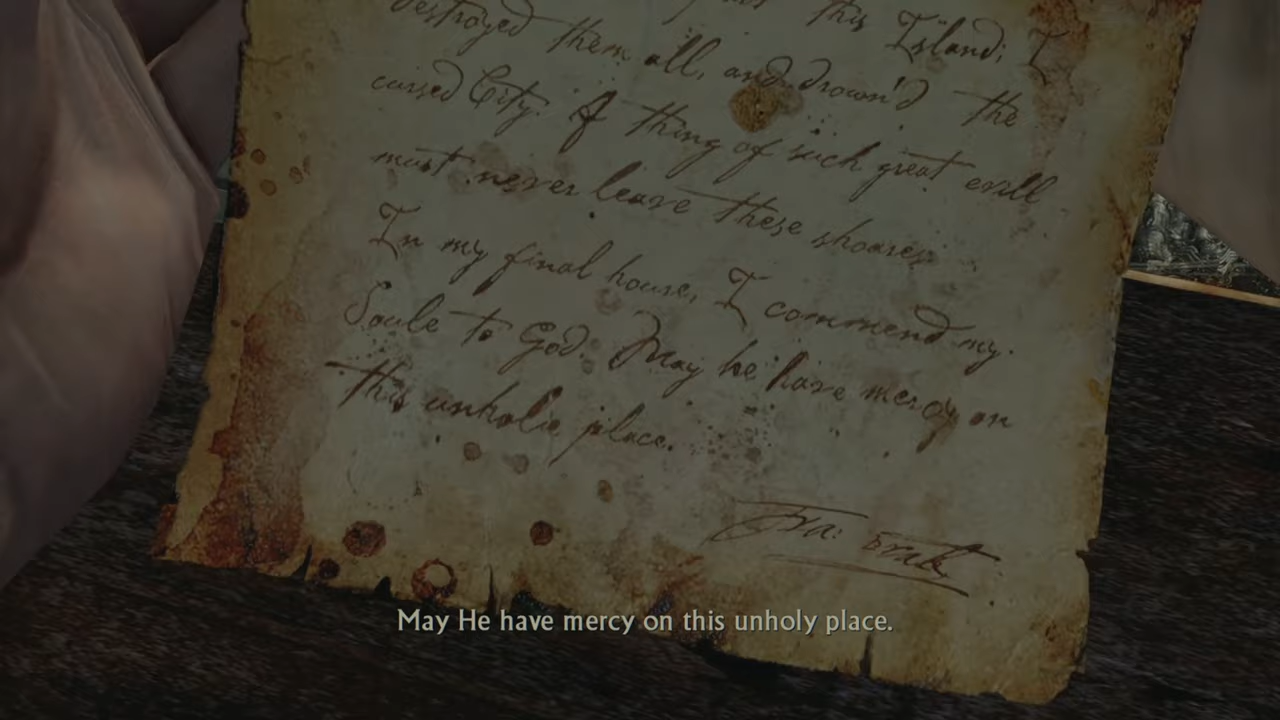 destroyed them all, and drown'd the
cursed City. A thing of such great evill
must never leave these shoares.
In my final houre, I commend my
Soule to God. May he have mercy on
this unholie place.
Fra: Drak
May He have mercy on this unholy place.